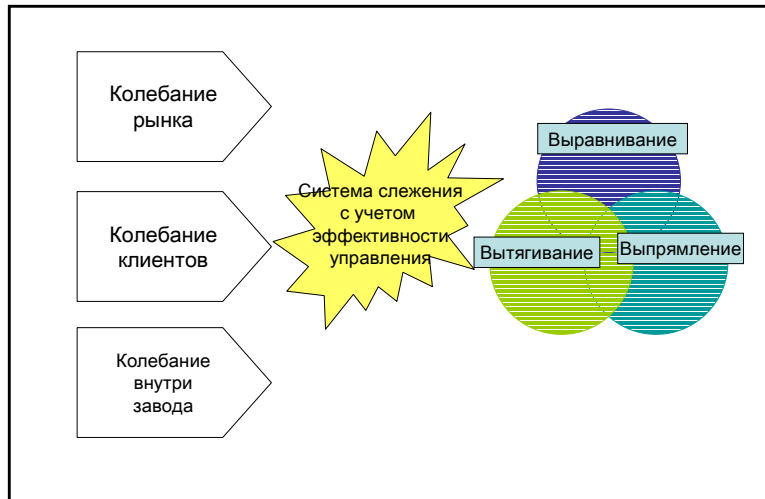 Колебание
рынка
Колебание
клиентов
Колебание
внутри
завода
Система слежения
с учетом
эффективности
управления
Выравнивание
Вытягивание
Выпрямление